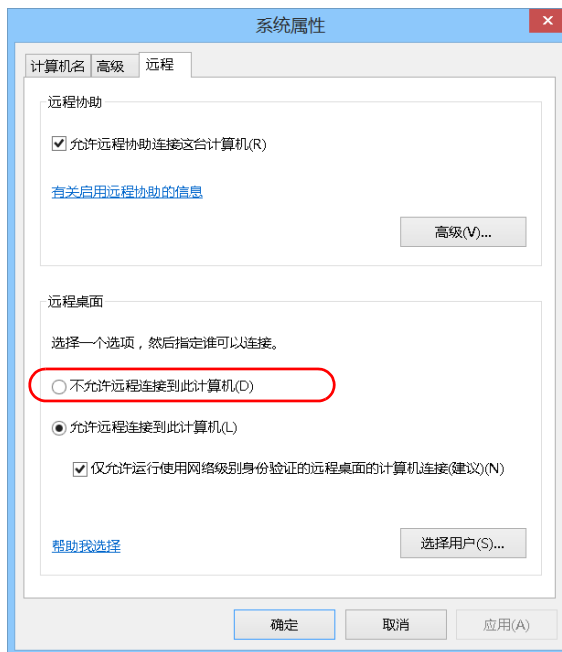 系统属性
计算机名 高级 远程
远程协助
允许远程协助连接这台计算机(R)
有关启用远程协助的信息
高级(V)...
远程桌面
选择一个选项，然后指定谁可以连接。
不允许远程连接到此计算机(D)
允许远程连接到此计算机(L)
仅允许运行使用网络级别身份验证的远程桌面的计算机连接(建议)(N)
帮助我选择 选择用户(S)...
确定 取消 应用(A)